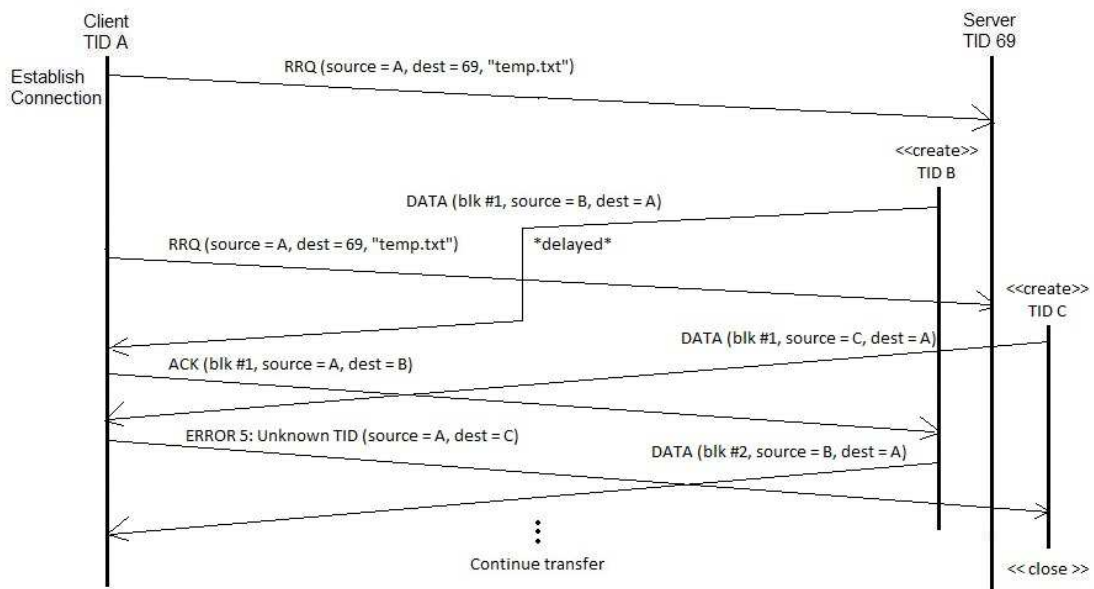 Client
TID A
Server
TID 69
Establish
Connection
RRQ (source = A, dest = 69, "temp.txt")
<<create>>
TID B
DATA (blk #1, source = B, dest = A)
RRQ (source = A, dest = 69, "temp.txt")
*delayed*
<<create>>
TID C
DATA (blk #1, source = C, dest = A)
ACK (blk #1, source = A, dest = B)
ERROR 5: Unknown TID (source = A, dest = C)
DATA (blk #2, source = B, dest = A)
Continue transfer
<< close >>